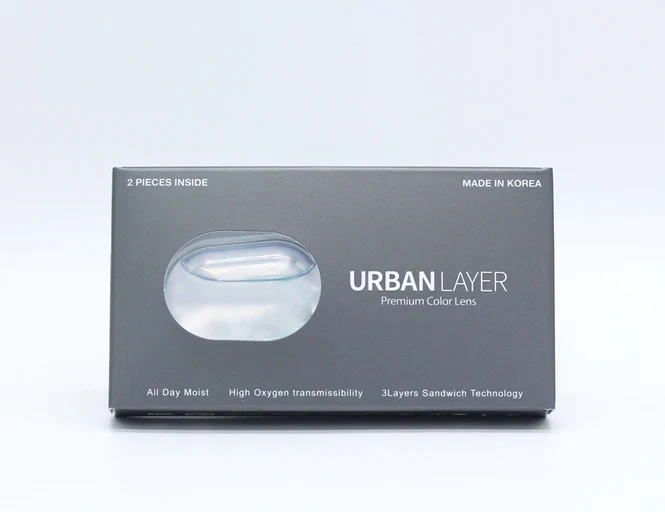 2 PIECES INSIDE
MADE IN KOREA
URBAN LAYER
Premium Color Lens
All Day Moist
High Oxygen transmissibility
3Layers Sandwich Technology